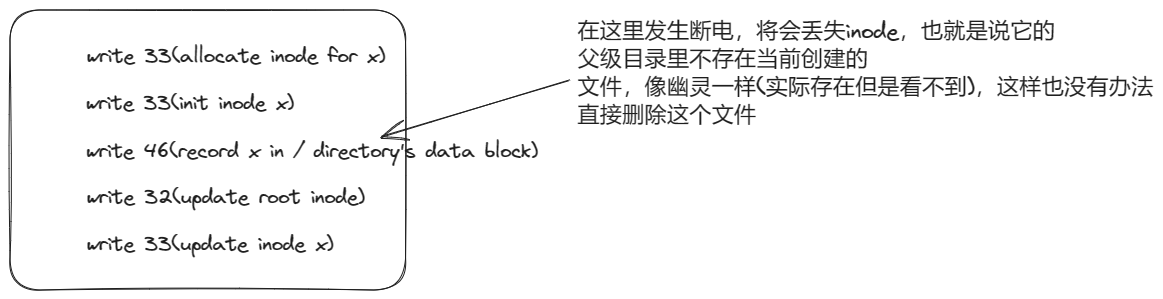 write 33(allocate inode for x)
write 33(init inode x)
write 46(record x in / directory's data block)
write 32(update root inode)
write 33(update inode x)
在这里发生断电，将会丢失inode，也就是说它的
父级目录里不存在当前创建的
文件，像幽灵一样(实际存在但是看不到)，这样也没有办法
直接删除这个文件